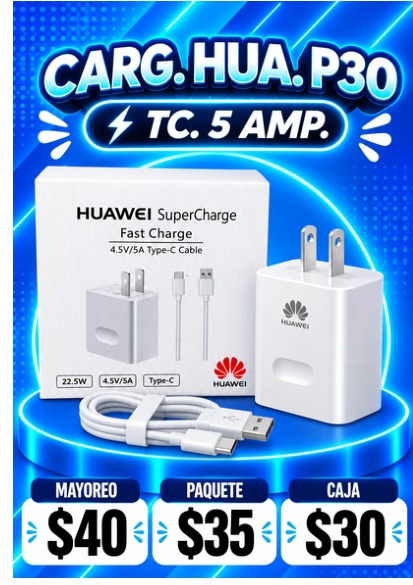 CARG. HUA. P30
TC. 5 AMP.
HUAWEI SuperCharge
Fast Charge
4.5V/5A Type-C Cable
22.5W 4.5V/5A Type-C
HUAWEI
HUAWEI
MAYOREO
$40
PAQUETE
$35
CAJA
$30